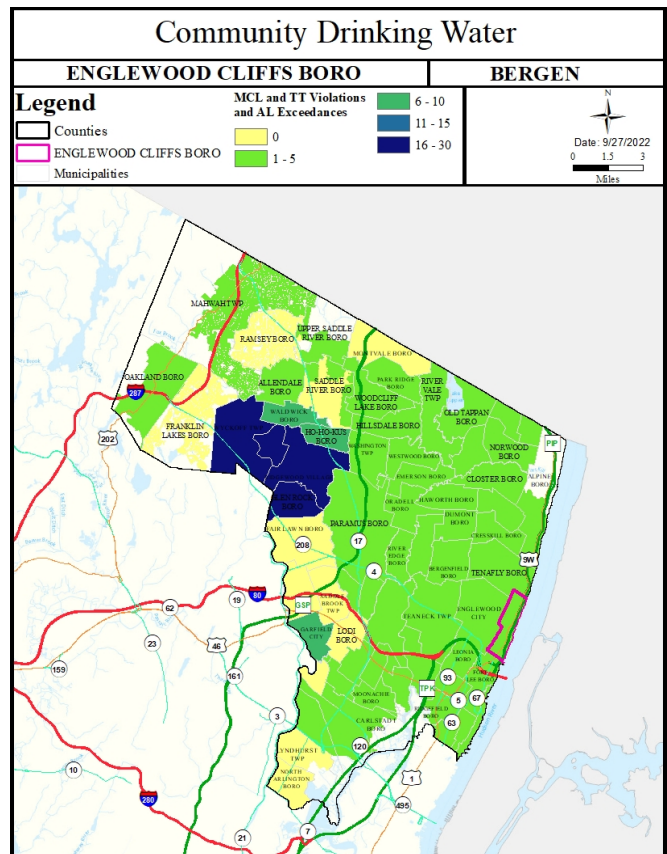 Community Drinking Water
ENGLEWOOD CLIFFS BORO
BERGEN
Legend
Counties
ENGLEWOOD CLIFFS BORO
Municipalities
MCL and TT Violations
and AL Exceedances
0
1 - 5
6 - 10
11 - 15
16 - 30
N
Date: 9/27/2022
0 1.5 3
Miles
MAHWAH TWP
RAMSEY BORO
UPPER SADDLE
RIVER BORO
MONTVALE BORO
OAKLAND BORO
287
ALLENDALE
BORO
SADDLE
RIVER BORO
PARK RIDGE
BORO
RIVER
VALE
TWP
WOODCLIFF
LAKE BORO
OLD TAPPAN
BORO
FRANKLIN
LAKES BORO
202
WALDWICK
BORO
HO-HO-KUS
BORO
HILLSDALE BORO
WASHINGTON
TWP
WESTWOOD BORO
NORWOOD
BORO
PIP
EMERSON BORO
CLOSTER BORO
ALPINE
BORO
GLEN ROCK
BORO
ORADELL
BORO
HAWORTH BORO
DUMONT
BORO
PARAMUS BORO
FAIR LAWN BORO
CRESSKILL BORO
208
17
4
RIVER
EDGE
BORO
BERGENFIELD
BORO
TENAFLY BORO
9W
80
19
62
GSP
BROOK
TWP
TEANECK TWP
ENGLEWOOD
CITY
23
46
GARFIELD
CITY
LODI
BORO
LEONIA
BORO
FORT
LEE BORO
159
161
93
TPK
5
67
63
MOONACHIE
BORO
CARLSTADT
BORO
RIDGEFIELD
BORO
3
120
LYNDHURST
TWP
NORTH
ARLINGTON
BORO
10
1
280
495
21
7